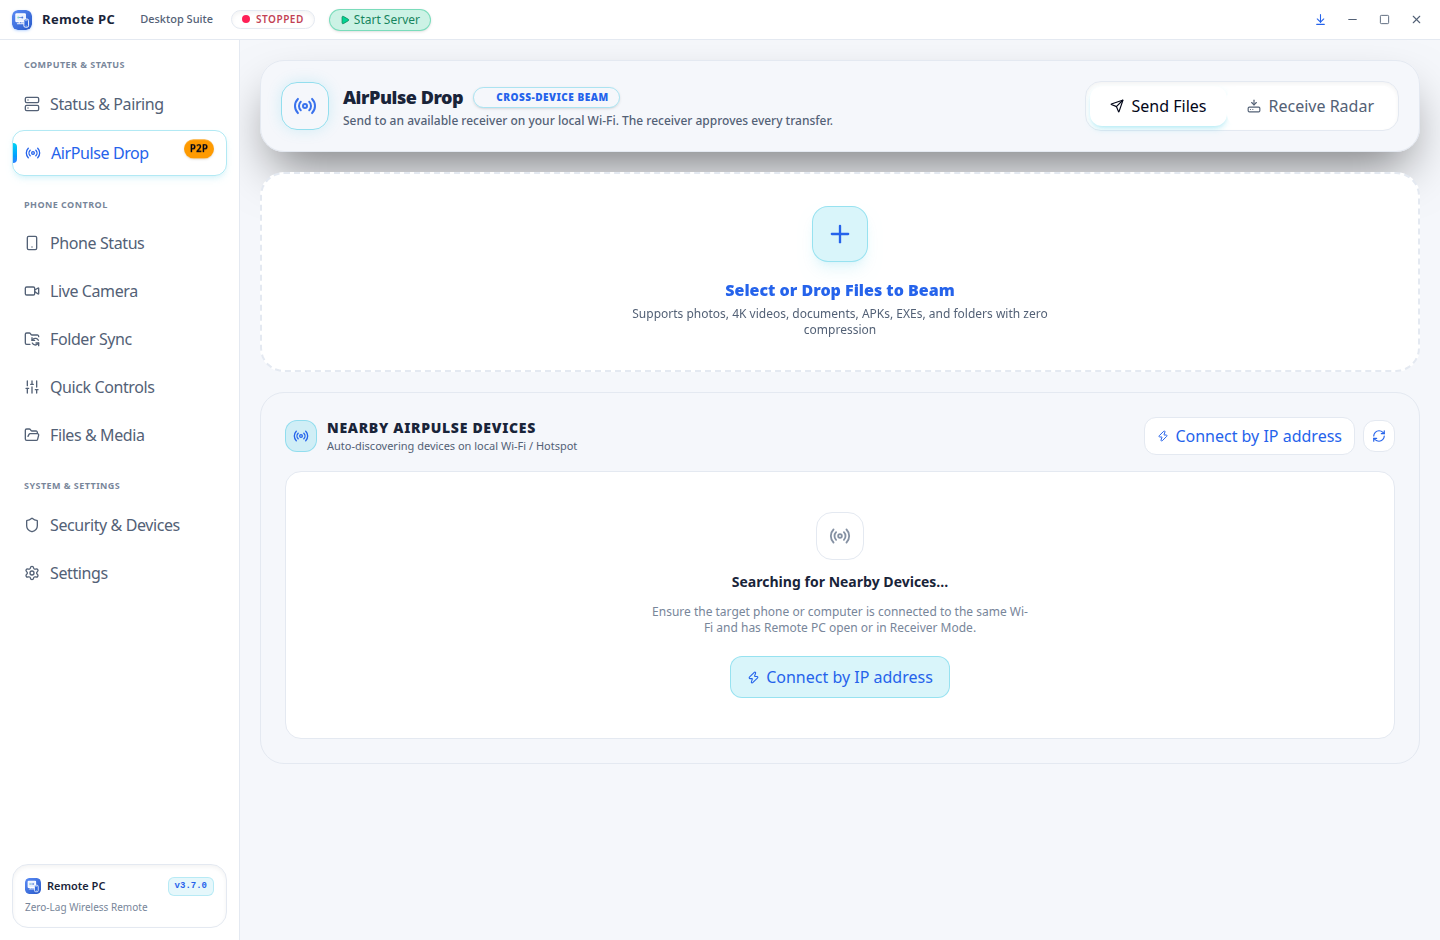 Remote PC
Desktop Suite
STOPPED
Start Server
COMPUTER & STATUS
Status & Pairing
AirPulse Drop
P2P
PHONE CONTROL
Phone Status
Live Camera
Folder Sync
Quick Controls
Files & Media
SYSTEM & SETTINGS
Security & Devices
Settings
Remote PC
v3.7.0
Zero-Lag Wireless Remote
AirPulse Drop
CROSS-DEVICE BEAM
Send to an available receiver on your local Wi-Fi. The receiver approves every transfer.
Send Files
Receive Radar
Select or Drop Files to Beam
Supports photos, 4K videos, documents, APKs, EXEs, and folders with zero
compression
NEARBY AIRPULSE DEVICES
Auto-discovering devices on local Wi-Fi / Hotspot
Connect by IP address
Searching for Nearby Devices...
Ensure the target phone or computer is connected to the same Wi-
Fi and has Remote PC open or in Receiver Mode.
Connect by IP address